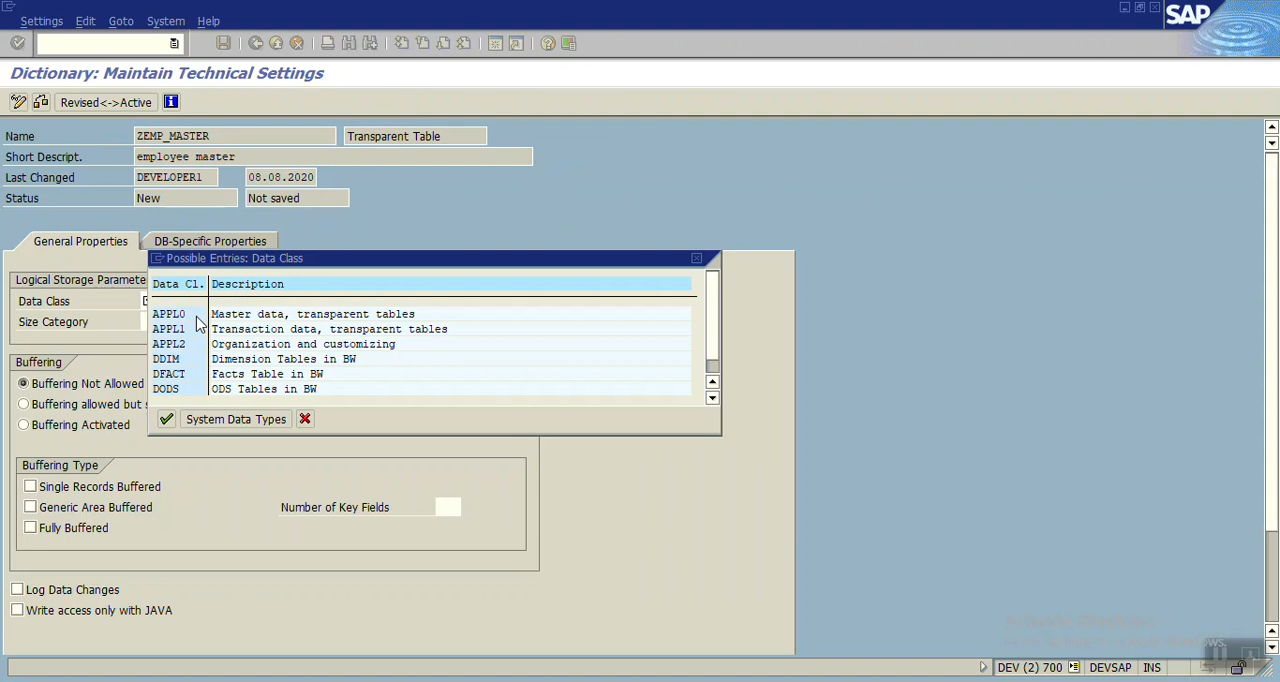 Settings Edit Goto System Help
SAP
Dictionary: Maintain Technical Settings
Revised<->Active
Name ZEMP_MASTER Transparent Table
Short Descript. employee master
Last Changed DEVELOPER1 08.08.2020
Status New Not saved
General Properties DB-Specific Properties
Possible Entries: Data Class
Logical Storage Paramete
Data Cl. Description
Data Class
APPL0 Master data, transparent tables
Size Category
APPL1 Transaction data, transparent tables
APPL2 Organization and customizing
Buffering
DDIM Dimension Tables in BW
DFACT Facts Table in BW
Buffering Not Allowed
DODS ODS Tables in BW
Buffering allowed but s
Buffering Activated
System Data Types
Buffering Type
Single Records Buffered
Generic Area Buffered Number of Key Fields
Fully Buffered
Log Data Changes
Write access only with JAVA
DEV (2) 700 DEVSAP INS